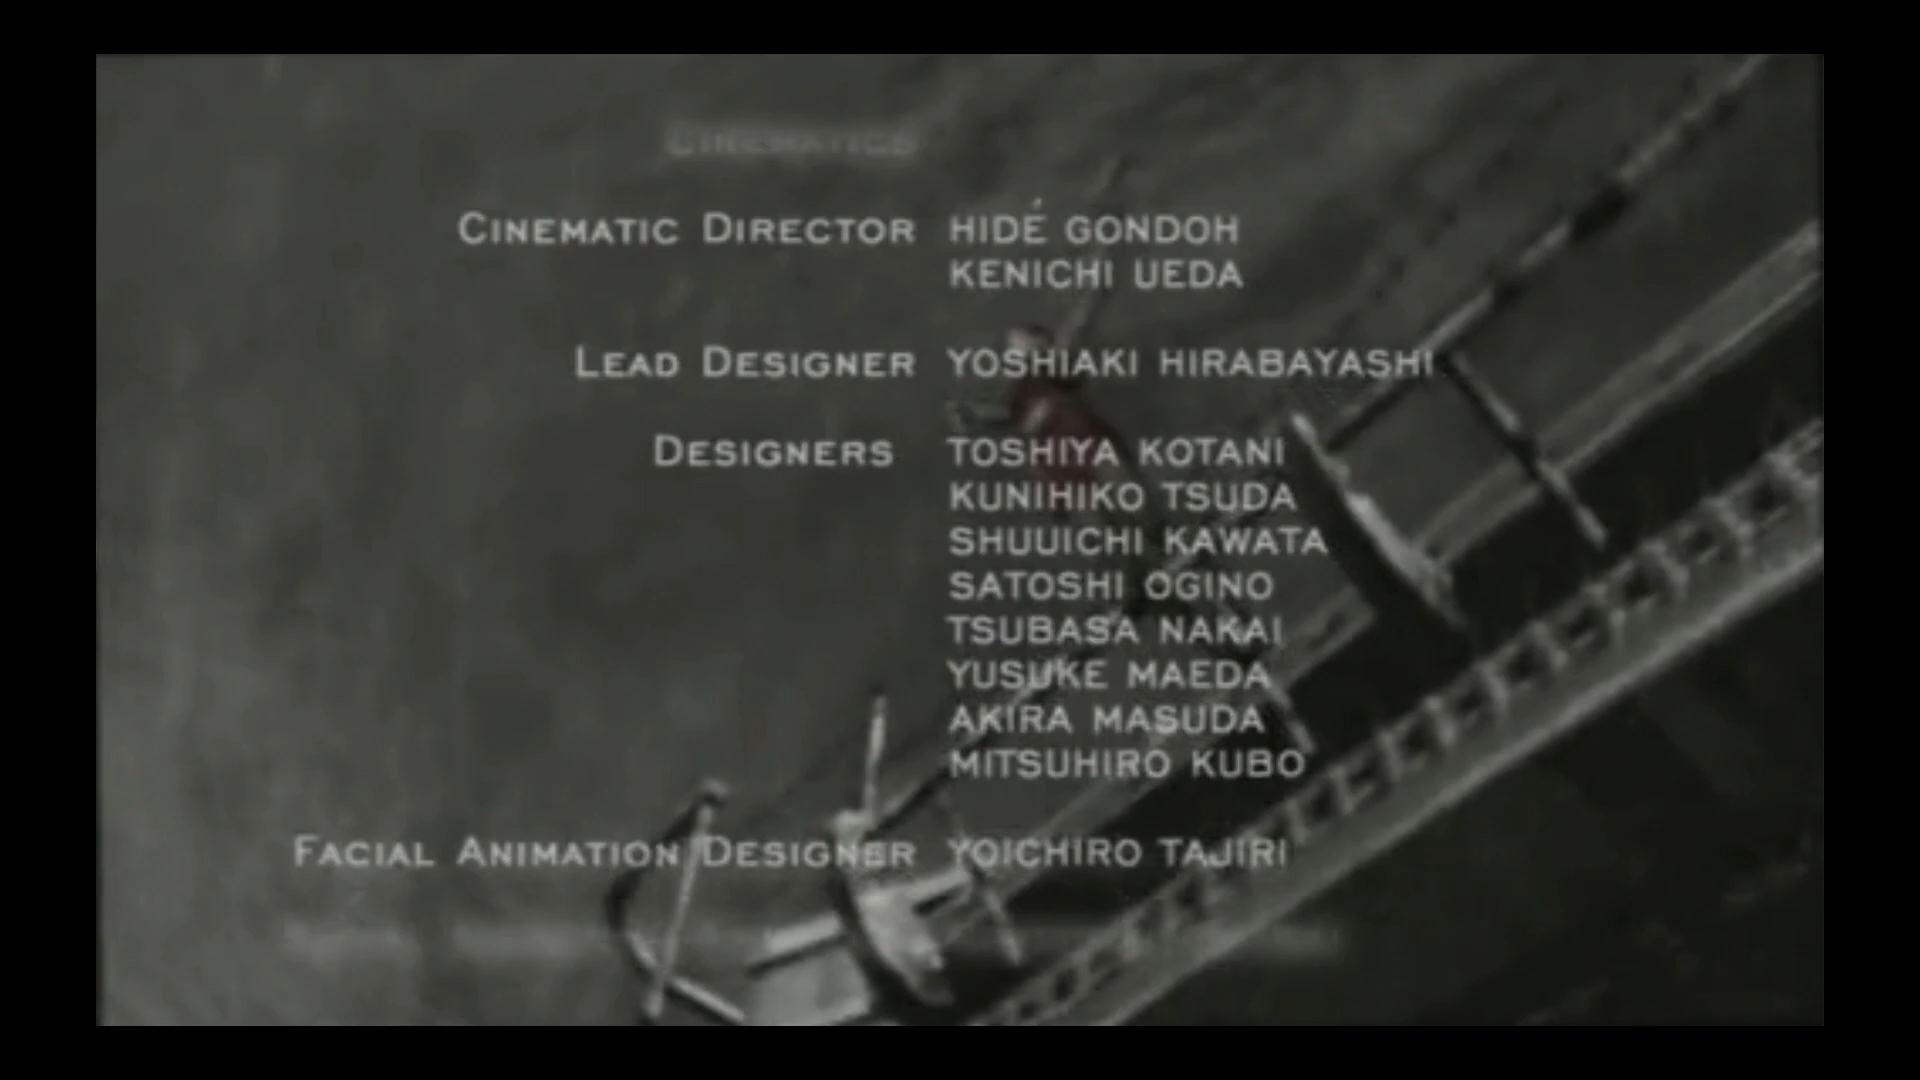 CINEMATICS
CINEMATIC DIRECTOR HIDÉ GONDOH
KENICHI UEDA
LEAD DESIGNER YOSHIAKI HIRABAYASHI
DESIGNERS TOSHIYA KOTANI
KUNIHIKO TSUDA
SHUUICHI KAWATA
SATOSHI OGINO
TSUBASA NAKAI
YUSUKE MAEDA
AKIRA MASUDA
MITSUHIRO KUBO
FACIAL ANIMATION DESIGNER YOICHIRO TAJIRI